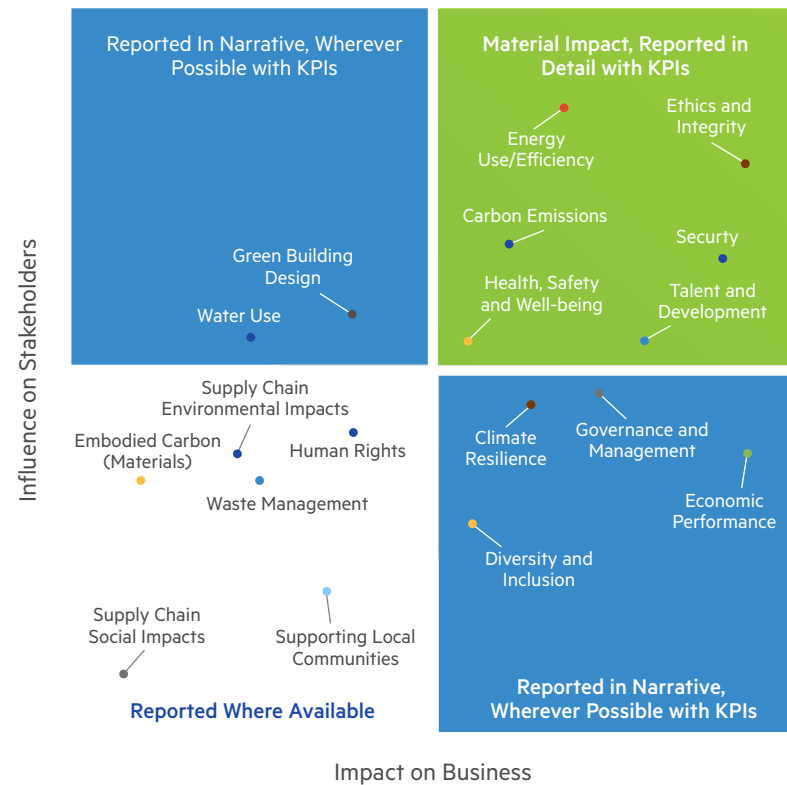 Reported In Narrative, Wherever
Possible with KPIs
Material Impact, Reported in
Detail with KPIs
Energy
Use/Efficiency
Ethics and
Integrity
Carbon Emissions
Securty
Health, Safety
and Well-being
Talent and
Development
Green Building
Design
Water Use
Influence on Stakeholders
Supply Chain
Environmental Impacts
Embodied Carbon
(Materials)
Human Rights
Waste Management
Supply Chain
Social Impacts
Supporting Local
Communities
Reported Where Available
Climate
Resilience
Governance and
Management
Economic
Performance
Diversity and
Inclusion
Reported in Narrative,
Wherever Possible with KPIs
Impact on Business